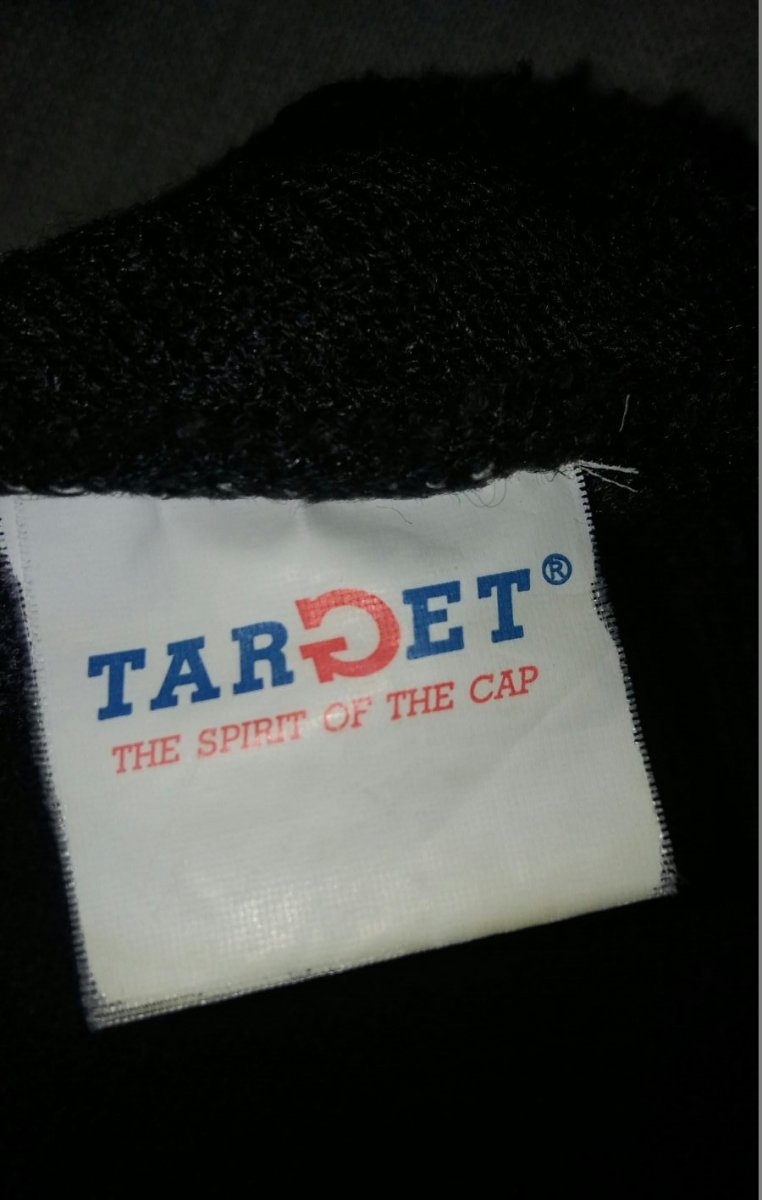 TARGET®
THE SPIRIT OF THE CAP